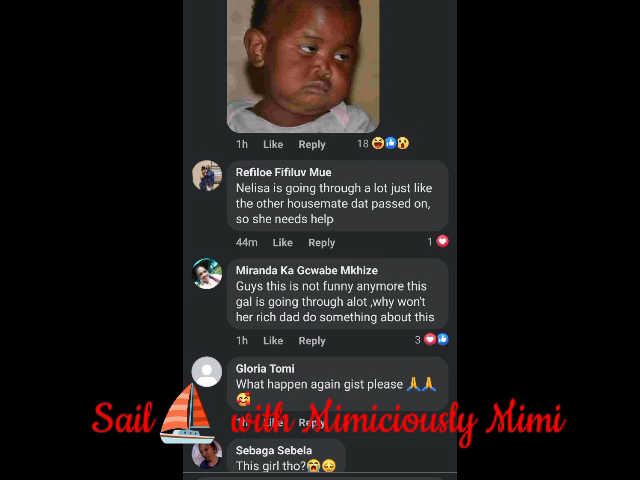 1h Like Reply 18
Refiloe Fifiluv Mue
Nelisa is going through a lot just like
the other housemate dat passed on,
so she needs help
44m Like Reply 1
Miranda Ka Gcwabe Mkhize
Guys this is not funny anymore this
gal is going through alot ,why won't
her rich dad do something about this
1h Like Reply 3
Gloria Tomi
What happen again gist please 🙏🙏
🥰
Sail with Mimiciously Mimi
1h Like Reply
Sebaga Sebela
This girl tho?😭🥺